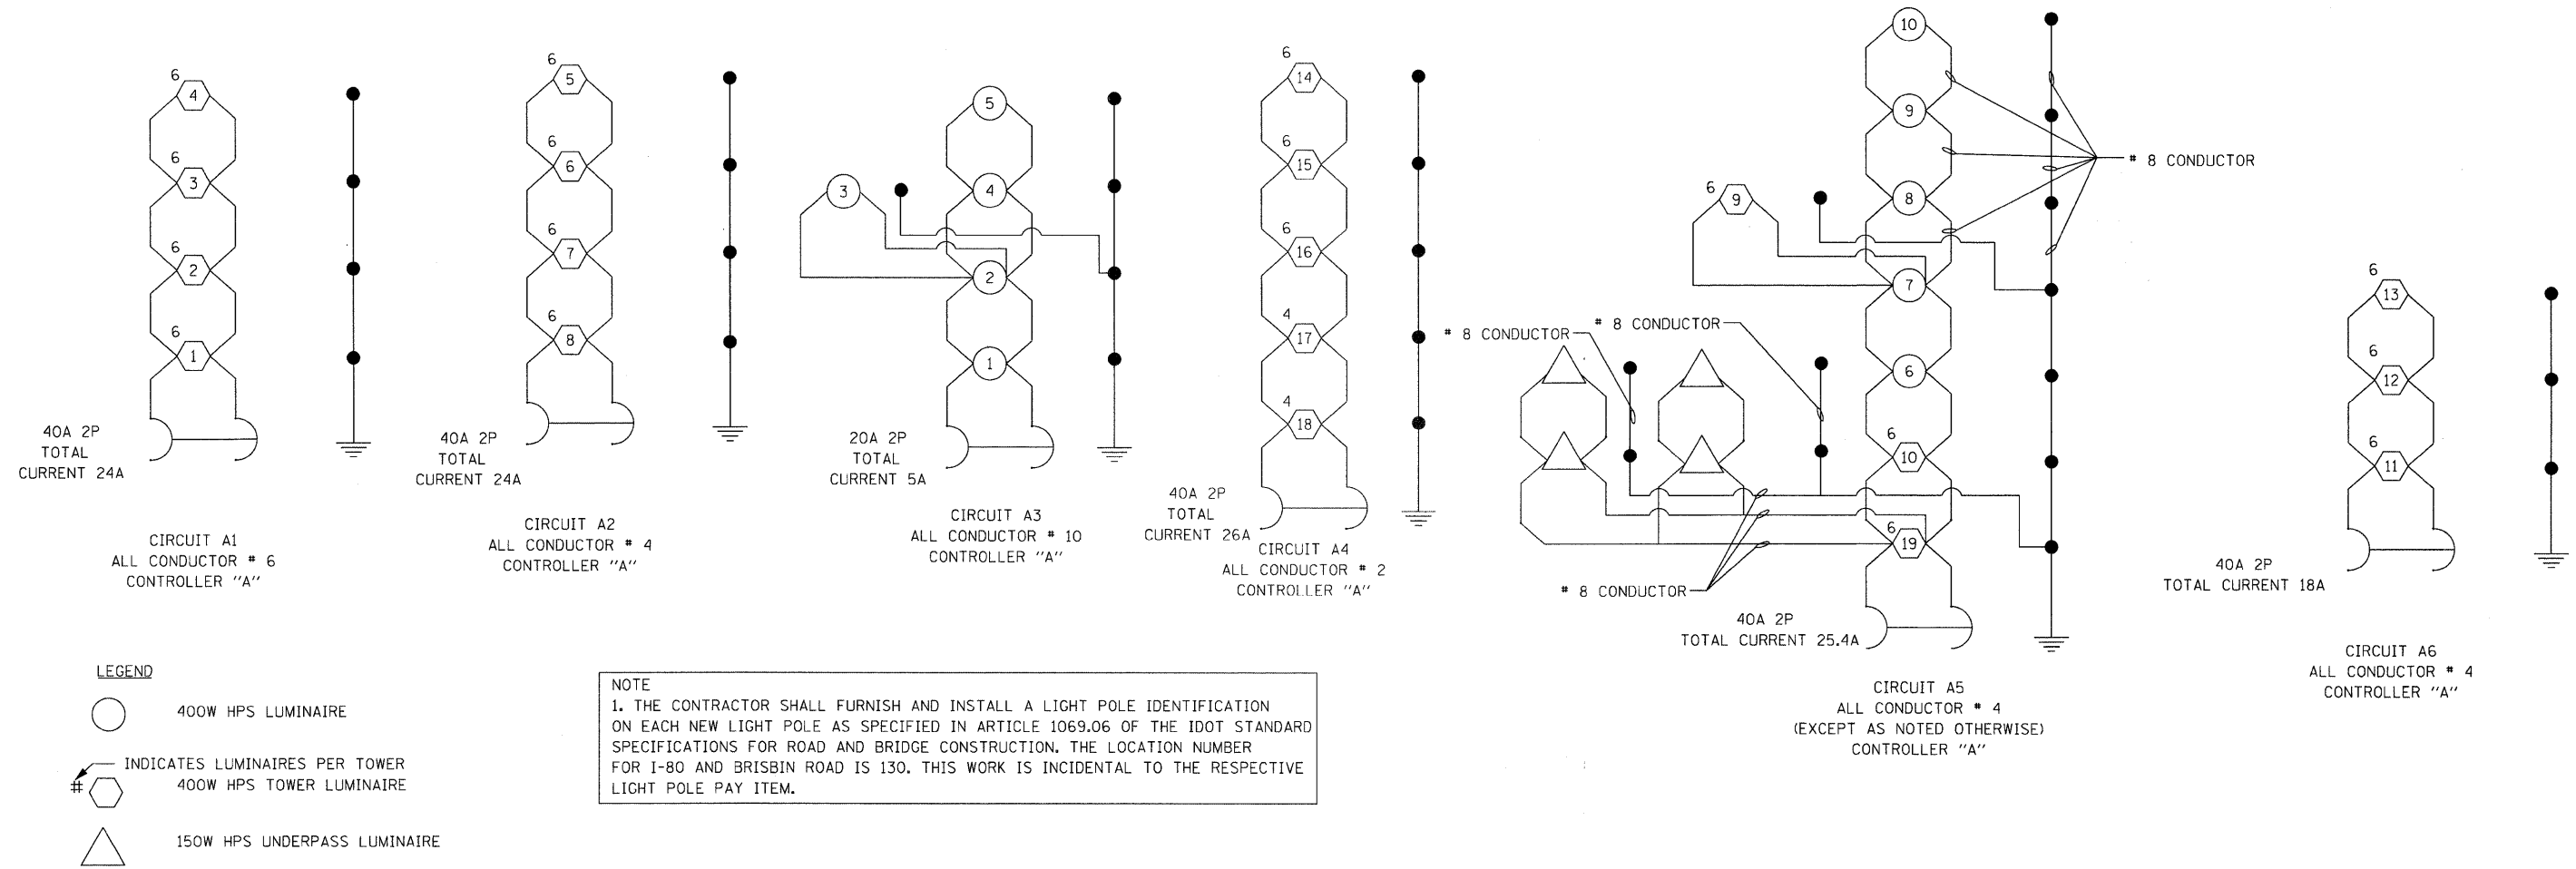 6
4
6
3
6
2
6
1
40A 2P
TOTAL
CURRENT 24A
CIRCUIT A1
ALL CONDUCTOR # 6
CONTROLLER "A"
6
5
6
6
6
7
6
8
40A 2P
TOTAL
CURRENT 24A
CIRCUIT A2
ALL CONDUCTOR # 4
CONTROLLER "A"
5
3
4
2
1
20A 2P
TOTAL
CURRENT 5A
CIRCUIT A3
ALL CONDUCTOR # 10
CONTROLLER "A"
6
14
6
15
6
16
4
17
4
18
40A 2P
TOTAL
CURRENT 26A
CIRCUIT A4
ALL CONDUCTOR # 2
CONTROLLER "A"
10
9
# 8 CONDUCTOR
6
9
8
7
# 8 CONDUCTOR
# 8 CONDUCTOR
6
6
10
6
19
# 8 CONDUCTOR
40A 2P
TOTAL CURRENT 25.4A
CIRCUIT A5
ALL CONDUCTOR # 4
(EXCEPT AS NOTED OTHERWISE)
CONTROLLER "A"
6
13
6
12
6
11
40A 2P
TOTAL CURRENT 18A
CIRCUIT A6
ALL CONDUCTOR # 4
CONTROLLER "A"
LEGEND
400W HPS LUMINAIRE
INDICATES LUMINAIRES PER TOWER
#
400W HPS TOWER LUMINAIRE
150W HPS UNDERPASS LUMINAIRE
NOTE
1. THE CONTRACTOR SHALL FURNISH AND INSTALL A LIGHT POLE IDENTIFICATION
ON EACH NEW LIGHT POLE AS SPECIFIED IN ARTICLE 1069.06 OF THE IDOT STANDARD
SPECIFICATIONS FOR ROAD AND BRIDGE CONSTRUCTION. THE LOCATION NUMBER
FOR I-80 AND BRISBIN ROAD IS 130. THIS WORK IS INCIDENTAL TO THE RESPECTIVE
LIGHT POLE PAY ITEM.